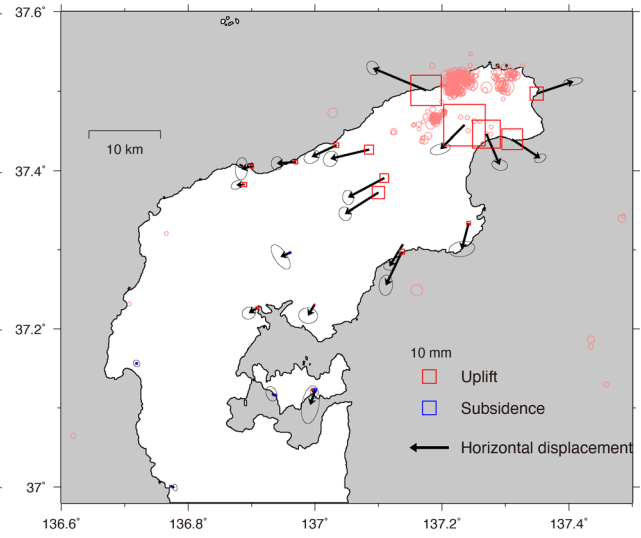 37.6°
10 km
37.4°
37.2°
10 mm
Uplift
Subsidence
Horizontal displacement
37°
136.6° 136.8° 137° 137.2° 137.4°